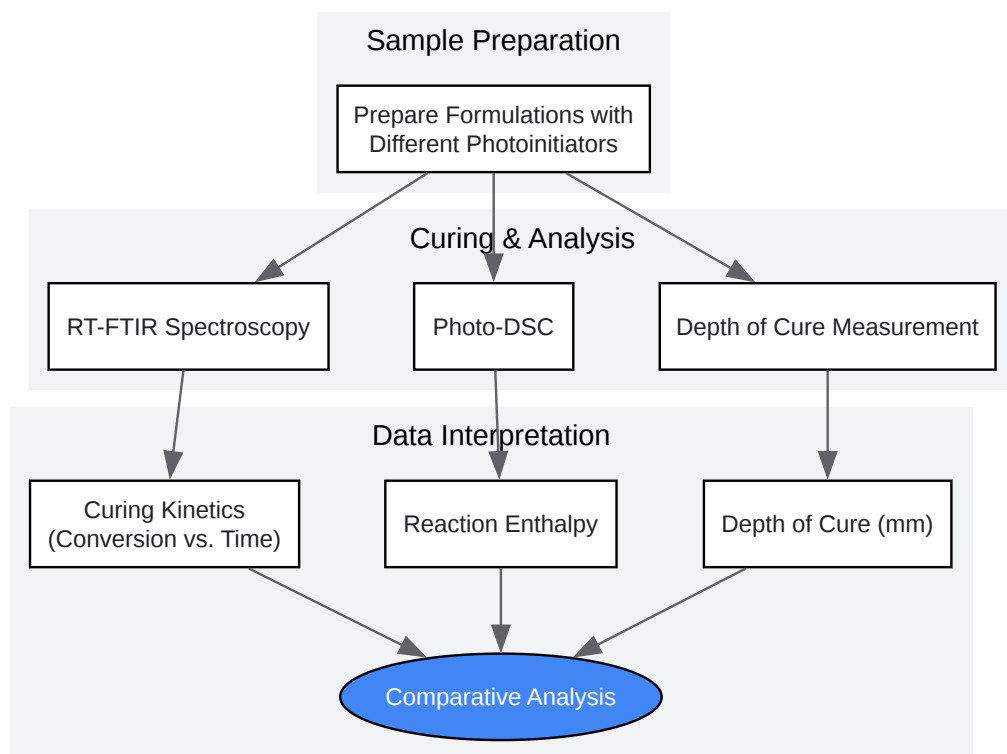 Sample Preparation
Prepare Formulations with
Different Photoinitiators
Curing & Analysis
RT-FTIR Spectroscopy
Photo-DSC
Depth of Cure Measurement
Data Interpretation
Curing Kinetics
(Conversion vs. Time)
Reaction Enthalpy
Depth of Cure (mm)
Comparative Analysis